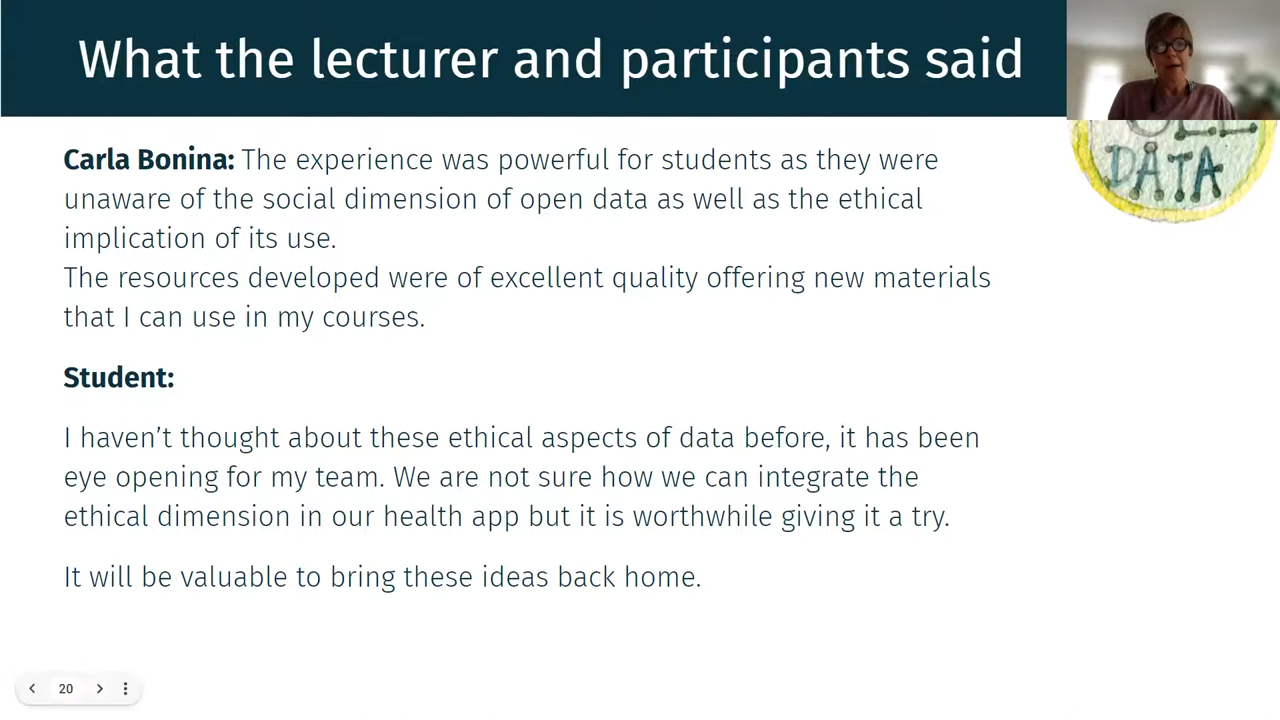 What the lecturer and participants said
Carla Bonina: The experience was powerful for students as they were
unaware of the social dimension of open data as well as the ethical
implication of its use.
The resources developed were of excellent quality offering new materials
that I can use in my courses.
Student:
I haven’t thought about these ethical aspects of data before, it has been
eye opening for my team. We are not sure how we can integrate the
ethical dimension in our health app but it is worthwhile giving it a try.
It will be valuable to bring these ideas back home.
DATA
20